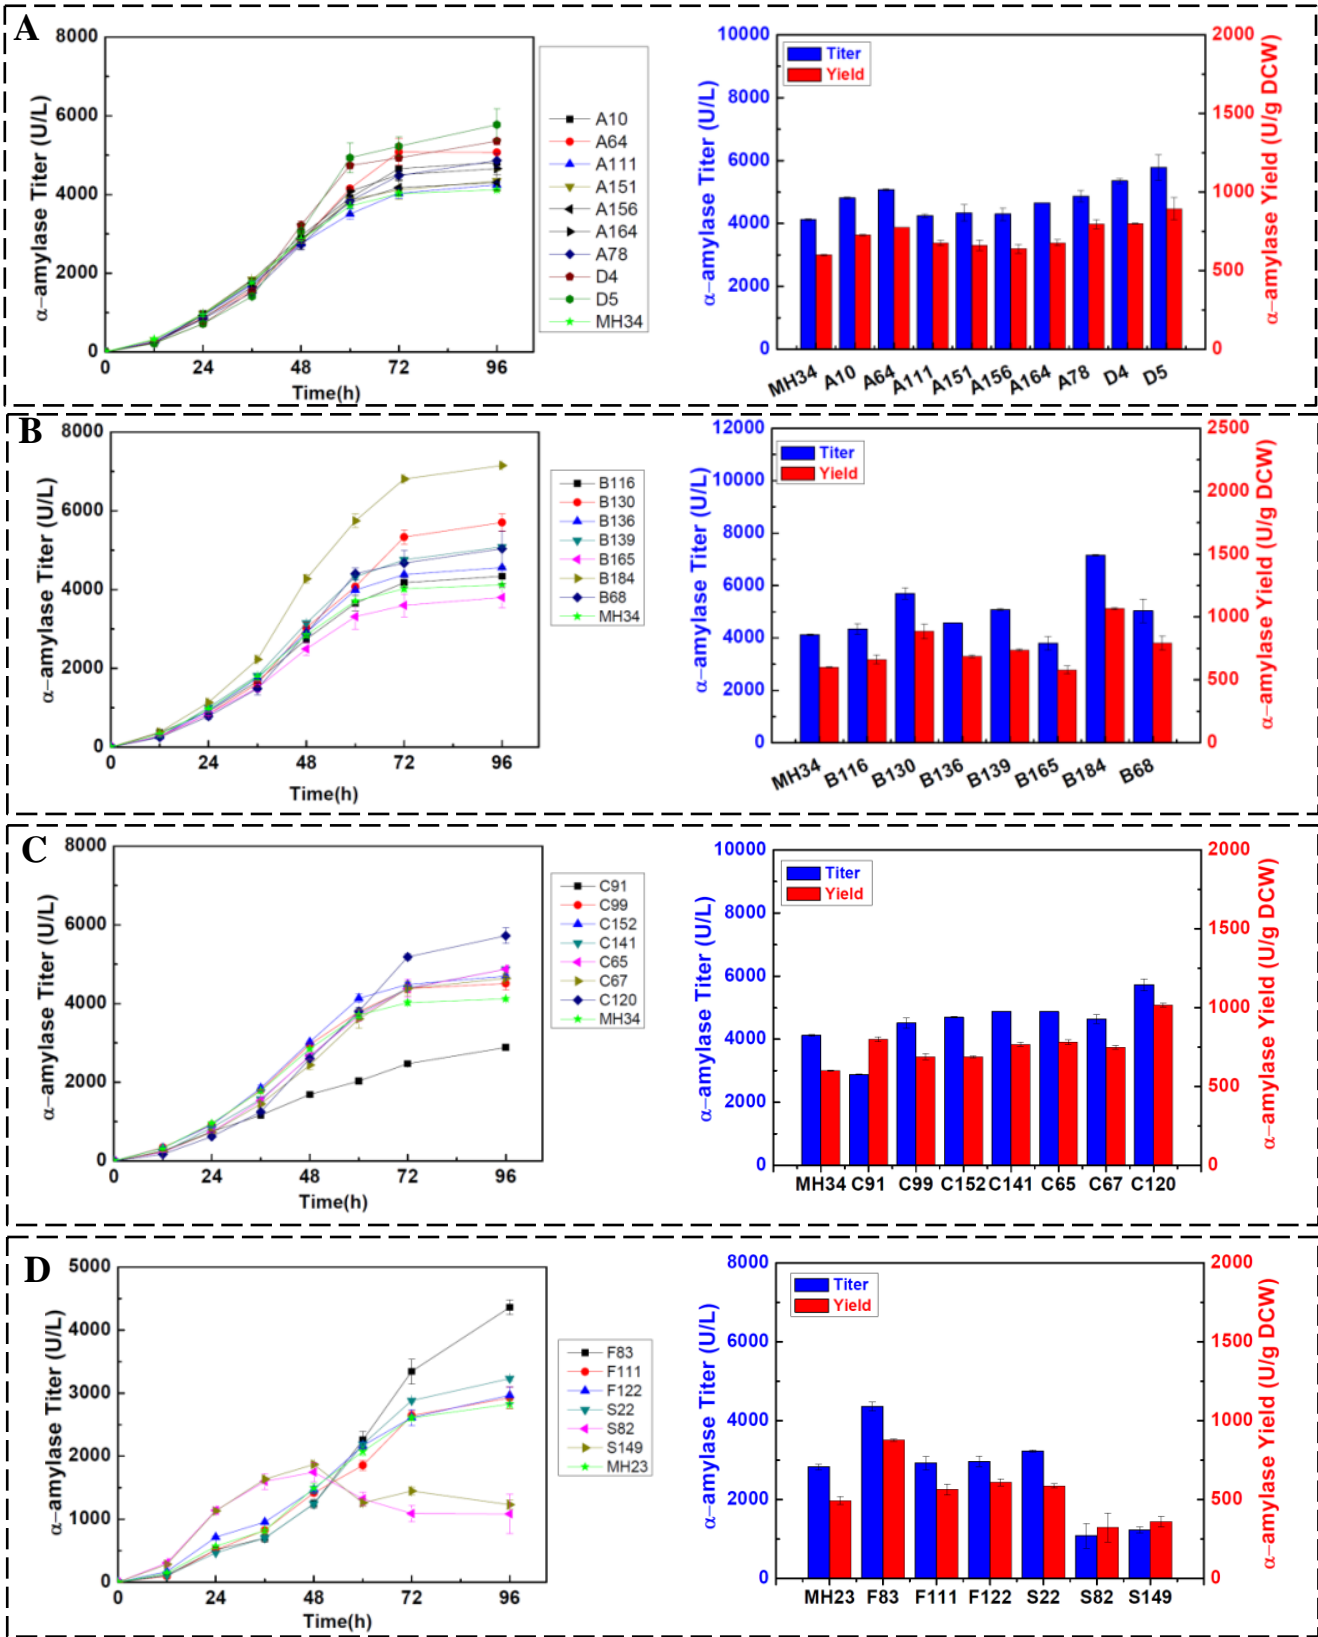 A
α−amylase Titer (U/L)
8000
6000
4000
2000
0
0 24 48 72 96
Time(h)
A10
A64
A111
A151
A156
A164
A78
D4
D5
MH34
α−amylase Titer (U/L)
10000
8000
6000
4000
2000
0
Titer
Yield
2000
1500
1000
500
0
α−amylase Yield (U/g DCW)
MH34 A10 A64 A111 A151 A156 A164 A78 D4 D5
B
α−amylase Titer (U/L)
8000
6000
4000
2000
0
0 24 48 72 96
Time(h)
B116
B130
B136
B139
B165
B184
B68
MH34
α−amylase Titer (U/L)
12000
10000
8000
6000
4000
2000
0
Titer
Yield
2500
2000
1500
1000
500
0
α−amylase Yield (U/g DCW)
MH34 B116 B130 B136 B139 B165 B184 B68
C
α−amylase Titer (U/L)
8000
6000
4000
2000
0
0 24 48 72 96
Time(h)
C91
C99
C152
C141
C65
C67
C120
MH34
α−amylase Titer (U/L)
10000
8000
6000
4000
2000
0
Titer
Yield
2000
1500
1000
500
0
α−amylase Yield (U/g DCW)
MH34 C91 C99 C152 C141 C65 C67 C120
D
α−amylase Titer (U/L)
5000
4000
3000
2000
1000
0
0 24 48 72 96
Time(h)
F83
F111
F122
S22
S82
S149
MH23
α−amylase Titer (U/L)
8000
6000
4000
2000
0
Titer
Yield
2000
1500
1000
500
0
α−amylase Yield (U/g DCW)
MH23 F83 F111 F122 S22 S82 S149